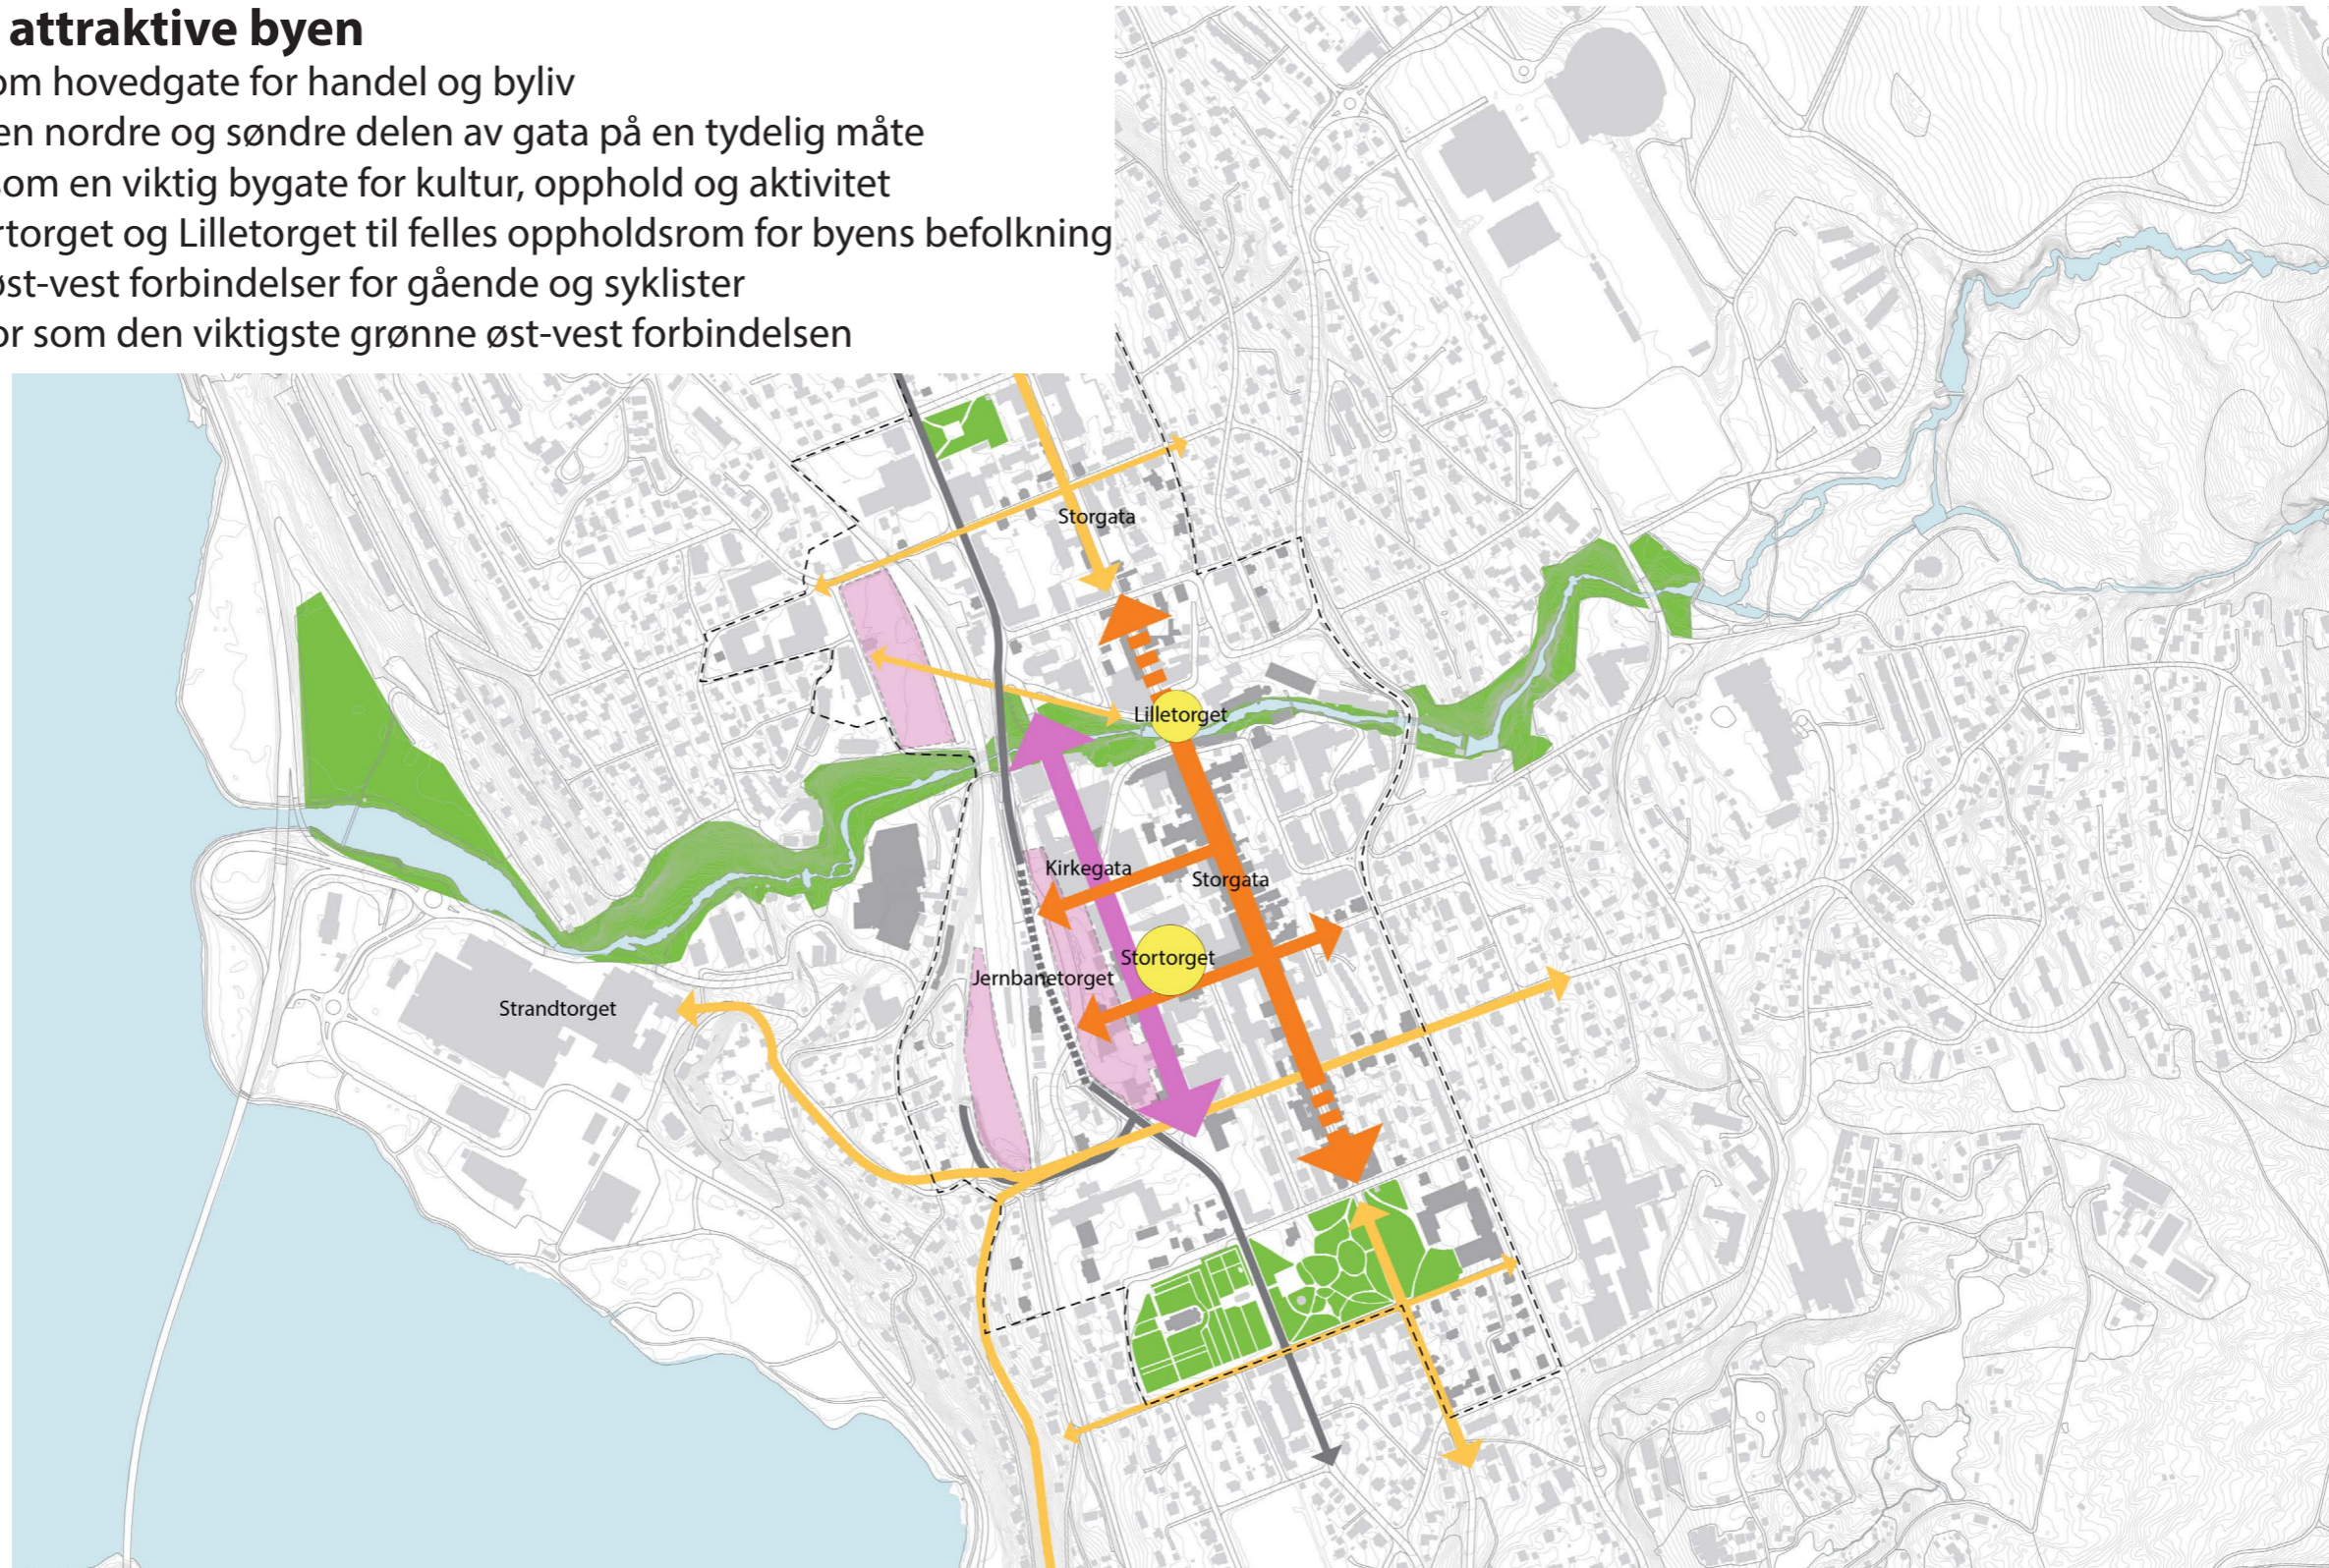 attraktive byen
om hovedgate for handel og byliv
en nordre og søndre delen av gata på en tydelig måte
som en viktig bygate for kultur, opphold og aktivitet
rtorget og Lilletorget til felles oppholdsrom for byens befolkning
øst-vest forbindelser for gående og syklister
or som den viktigste grønne øst-vest forbindelsen
Storgata
Lilletorget
Kirkegata
Storgata
Stortorget
Jernbanetorget
Strandtorget